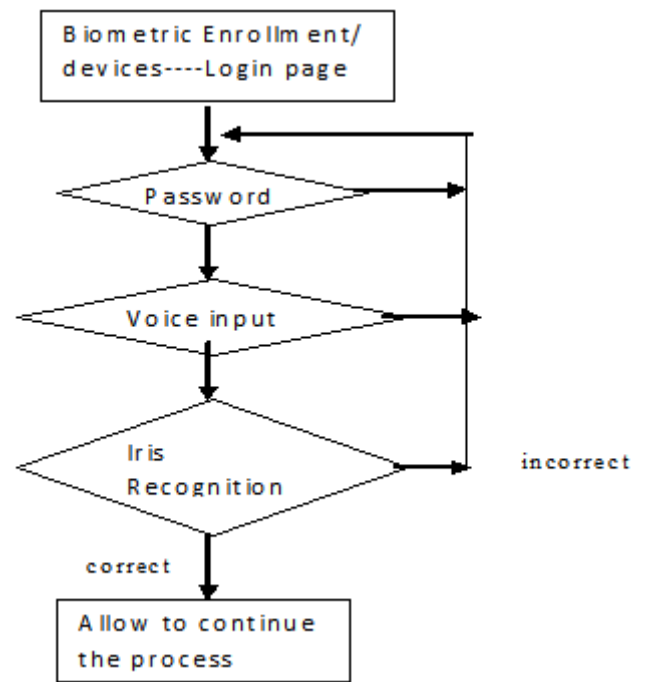 Biometric Enrollment/
devices----Login page
Password
Voice input
Iris
Recognition
incorrect
correct
Allow to continue
the process